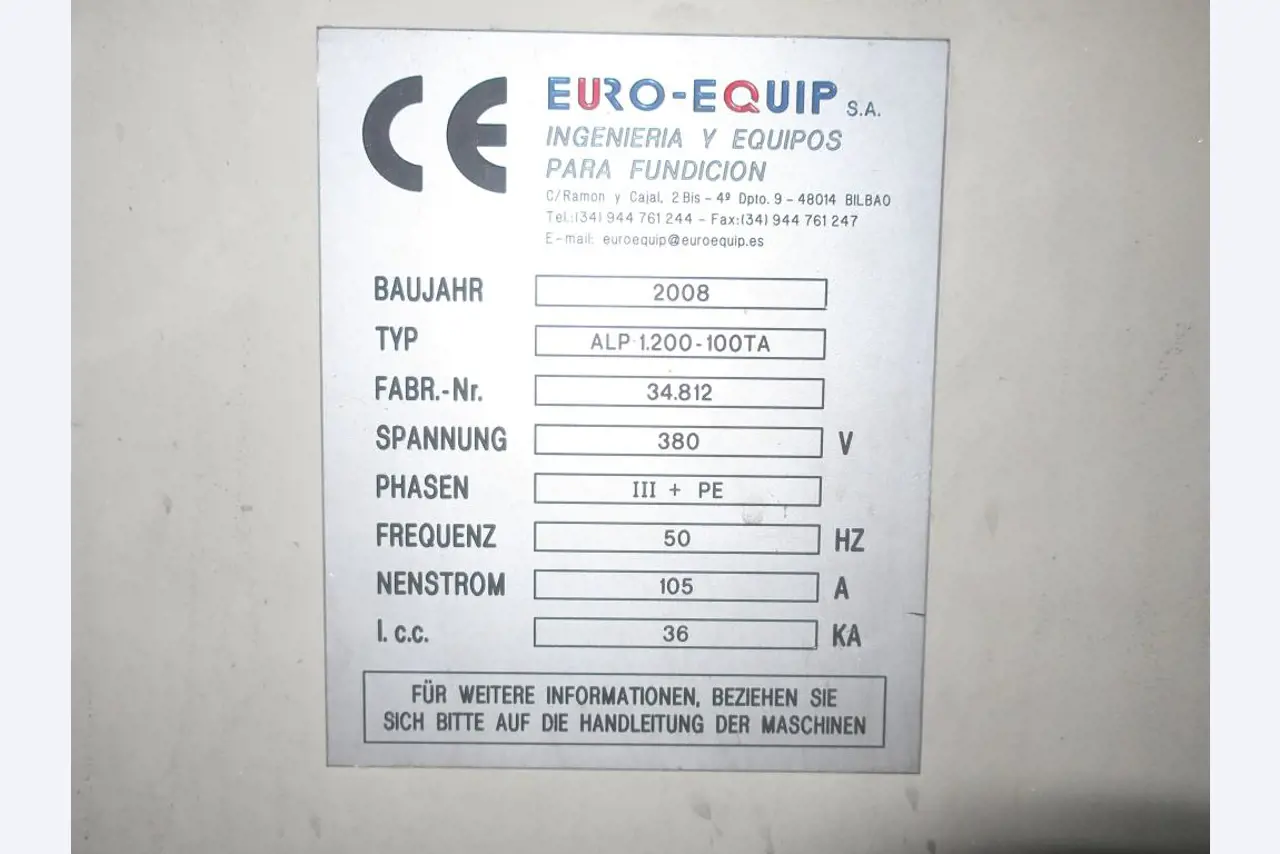 CE
EURO-EQUIP S.A.
INGENIERIA Y EQUIPOS
PARA FUNDICION
C/Ramon y Cajal, 2 Bis - 4º Dpto. 9 - 48014 BILBAO
Tel.:(34) 944 761 244 - Fax:(34) 944 761 247
E-mail: euroequip@euroequip.es
BAUJAHR 2008
TYP ALP 1.200-100TA
FABR.-Nr. 34.812
SPANNUNG 380 V
PHASEN III + PE
FREQUENZ 50 HZ
NENSTROM 105 A
I. c.c. 36 KA
FÜR WEITERE INFORMATIONEN, BEZIEHEN SIE
SICH BITTE AUF DIE HANDLEITUNG DER MASCHINEN